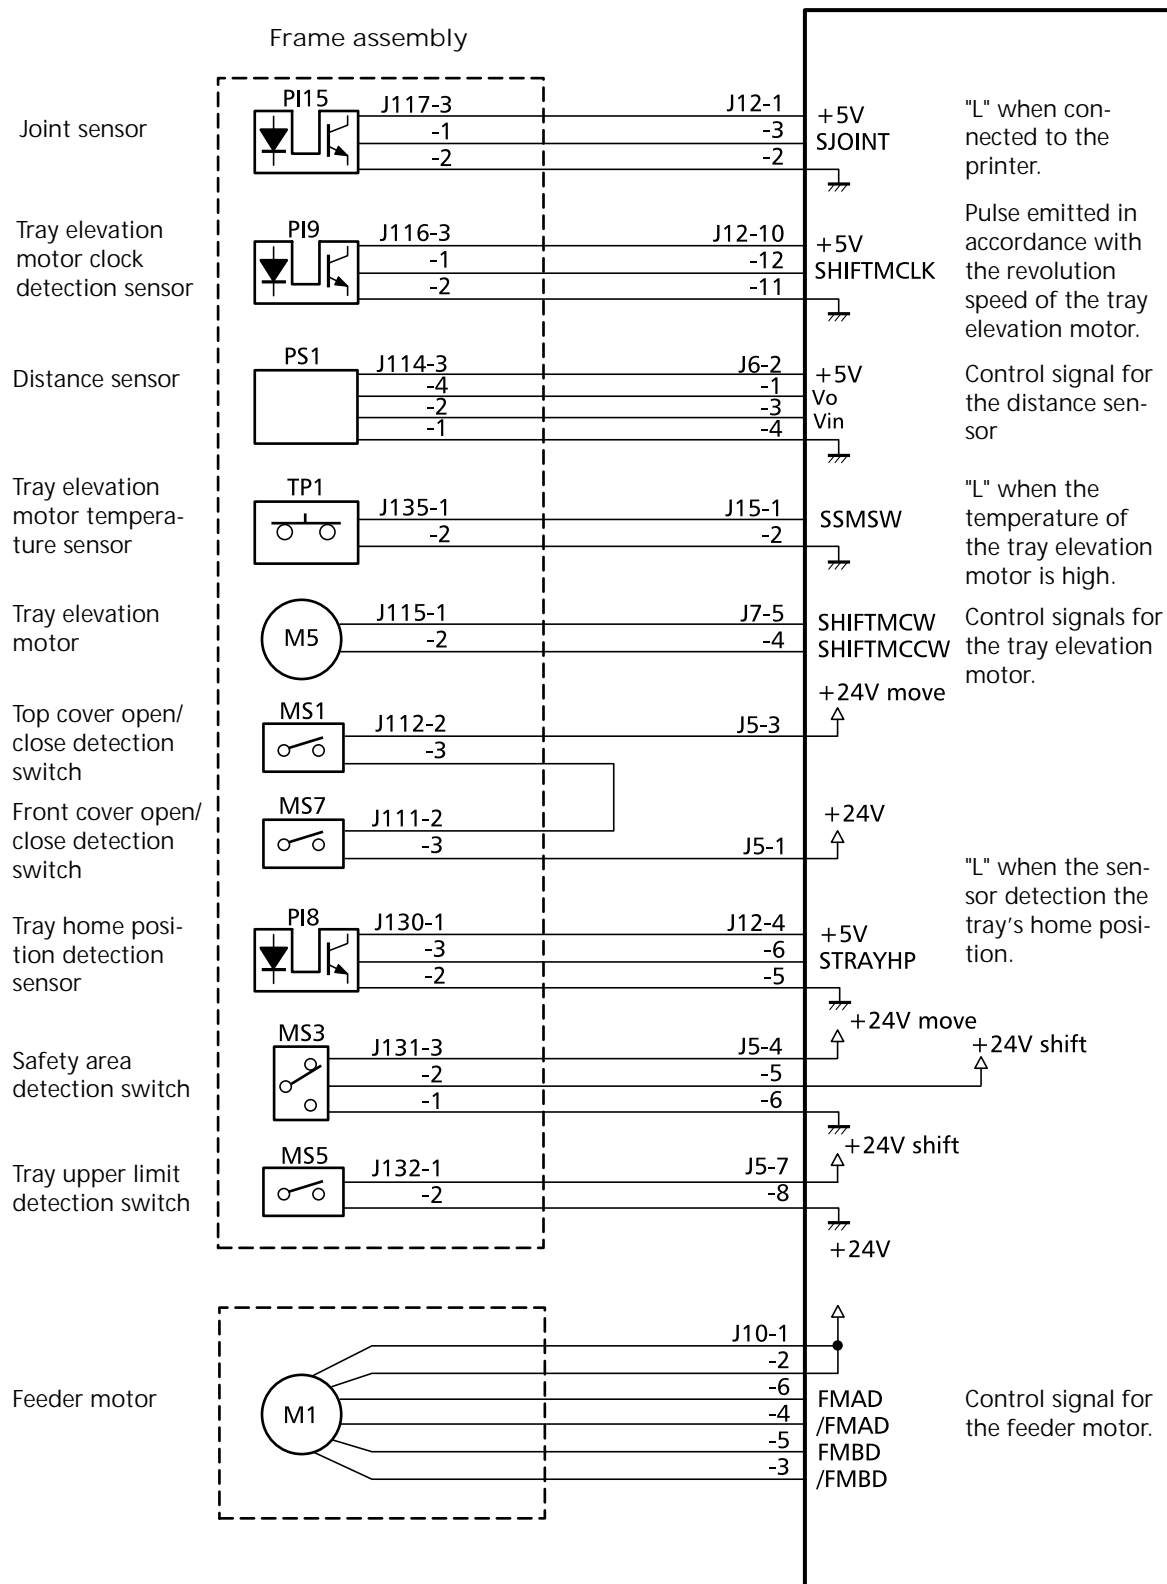 Frame assembly
Joint sensor
PI15
J117-3
-1
-2
J12-1
-3
-2
+5V
SJOINT
"L" when con-
nected to the
printer.
Tray elevation
motor clock
detection sensor
PI9
J116-3
-1
-2
J12-10
-12
-11
+5V
SHIFTMCLK
Pulse emitted in
accordance with
the revolution
speed of the tray
elevation motor.
Distance sensor
PS1
J114-3
-4
-2
-1
J6-2
-1
-3
-4
+5V
Vo
Vin
Control signal for
the distance sen-
sor
Tray elevation
motor tempera-
ture sensor
TP1
J135-1
-2
J15-1
-2
SSMSW
"L" when the
temperature of
the tray elevation
motor is high.
Tray elevation
motor
M5
J115-1
-2
J7-5
-4
SHIFTMCW
SHIFTMCCW
Control signals for
the tray elevation
motor.
Top cover open/
close detection
switch
MS1
J112-2
-3
J5-3
+24V move
Front cover open/
close detection
switch
MS7
J111-2
-3
J5-1
+24V
Tray home posi-
tion detection
sensor
PI8
J130-1
-3
-2
J12-4
-6
-5
+5V
STRAYHP
"L" when the sen-
sor detection the
tray's home posi-
tion.
Safety area
detection switch
MS3
J131-3
-2
-1
J5-4
-5
-6
+24V move
+24V shift
Tray upper limit
detection switch
MS5
J132-1
-2
J5-7
-8
+24V shift
+24V
Feeder motor
M1
J10-1
-2
-6
-4
-5
-3
FMAD
/FMAD
FMBD
/FMBD
Control signal for
the feeder motor.